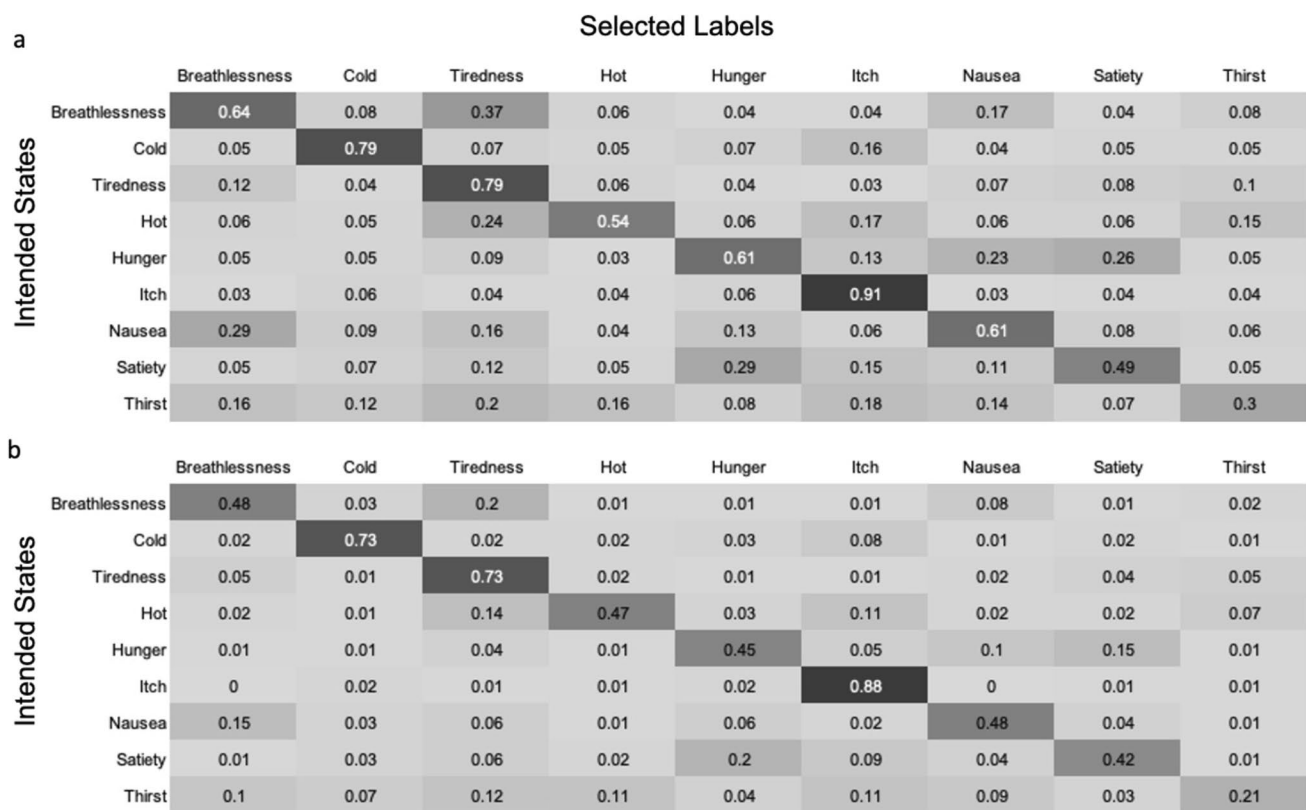 Selected Labels
a
Breathlessness Cold Tiredness Hot Hunger Itch Nausea Satiety Thirst
Intended States
Breathlessness 0.64 0.08 0.37 0.06 0.04 0.04 0.17 0.04 0.08
Cold 0.05 0.79 0.07 0.05 0.07 0.16 0.04 0.05 0.05
Tiredness 0.12 0.04 0.79 0.06 0.04 0.03 0.07 0.08 0.1
Hot 0.06 0.05 0.24 0.54 0.06 0.17 0.06 0.06 0.15
Hunger 0.05 0.05 0.09 0.03 0.61 0.13 0.23 0.26 0.05
Itch 0.03 0.06 0.04 0.04 0.06 0.91 0.03 0.04 0.04
Nausea 0.29 0.09 0.16 0.04 0.13 0.06 0.61 0.08 0.06
Satiety 0.05 0.07 0.12 0.05 0.29 0.15 0.11 0.49 0.05
Thirst 0.16 0.12 0.2 0.16 0.08 0.18 0.14 0.07 0.3
b
Breathlessness Cold Tiredness Hot Hunger Itch Nausea Satiety Thirst
Intended States
Breathlessness 0.48 0.03 0.2 0.01 0.01 0.01 0.08 0.01 0.02
Cold 0.02 0.73 0.02 0.02 0.03 0.08 0.01 0.02 0.01
Tiredness 0.05 0.01 0.73 0.02 0.01 0.01 0.02 0.04 0.05
Hot 0.02 0.01 0.14 0.47 0.03 0.11 0.02 0.02 0.07
Hunger 0.01 0.01 0.04 0.01 0.45 0.05 0.1 0.15 0.01
Itch 0 0.02 0.01 0.01 0.02 0.88 0 0.01 0.01
Nausea 0.15 0.03 0.06 0.01 0.06 0.02 0.48 0.04 0.01
Satiety 0.01 0.03 0.06 0.02 0.2 0.09 0.04 0.42 0.01
Thirst 0.1 0.07 0.12 0.11 0.04 0.11 0.09 0.03 0.21